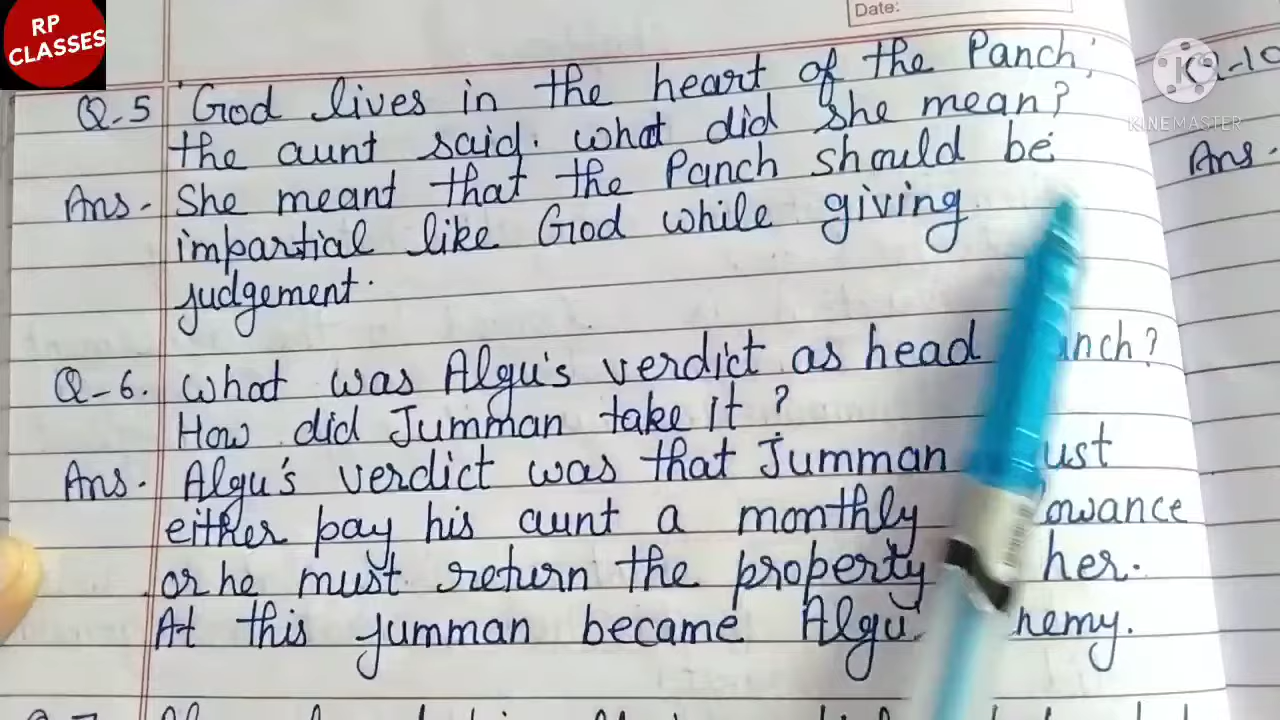 RP
CLASSES
Date:
KINEMASTER
Q.5 'God lives in the heart of the Panch,'
the aunt said. what did she mean?
Ans. She meant that the Panch should be
impartial like God while giving
judgement.
Q-6. What was Algu's verdict as head
How did Jumman take it?
Ans. Algu's verdict was that Jumman
either pay his aunt a monthly
or he must return the property her.
At this jumman became
Q-10
Ans.